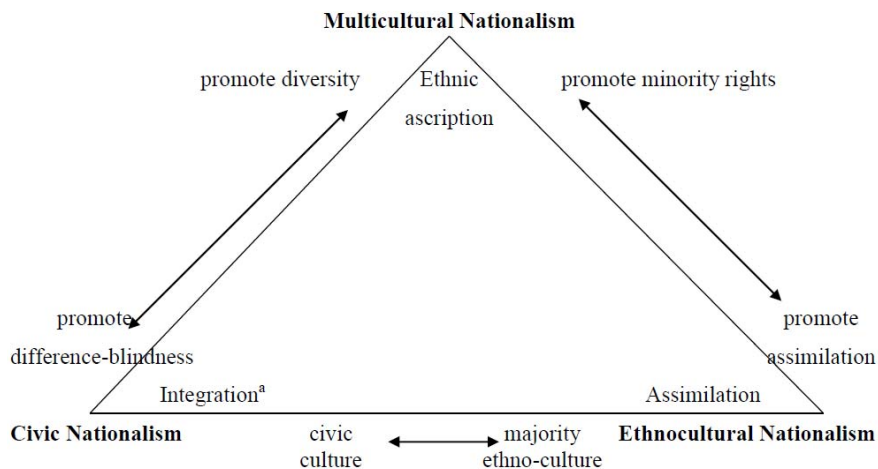 Multicultural Nationalism
promote diversity
Ethnic
ascription
promote minority rights
promote
difference-blindness
promote
assimilation
Integrationᵃ
Assimilation
Civic Nationalism
civic
culture
majority
ethno-culture
Ethnocultural Nationalism